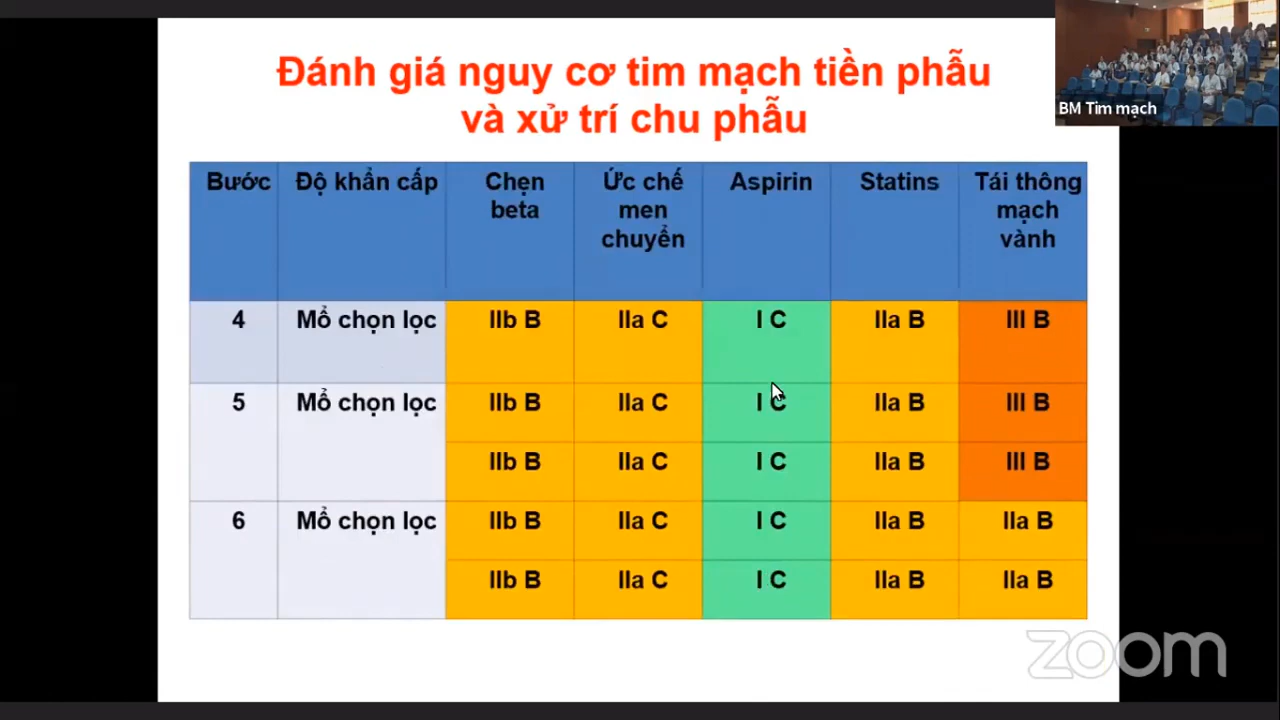 Đánh giá nguy cơ tim mạch tiền phẫu
và xử trí chu phẫu
BM Tim mạch
Bước Độ khẩn cấp Chẹn beta Ức chế men chuyển Aspirin Statins Tái thông mạch vành
4 Mổ chọn lọc IIb B IIa C I C IIa B III B
5 Mổ chọn lọc IIb B IIa C I C IIa B III B
IIb B IIa C I C IIa B III B
6 Mổ chọn lọc IIb B IIa C I C IIa B IIa B
IIb B IIa C I C IIa B IIa B
zoom